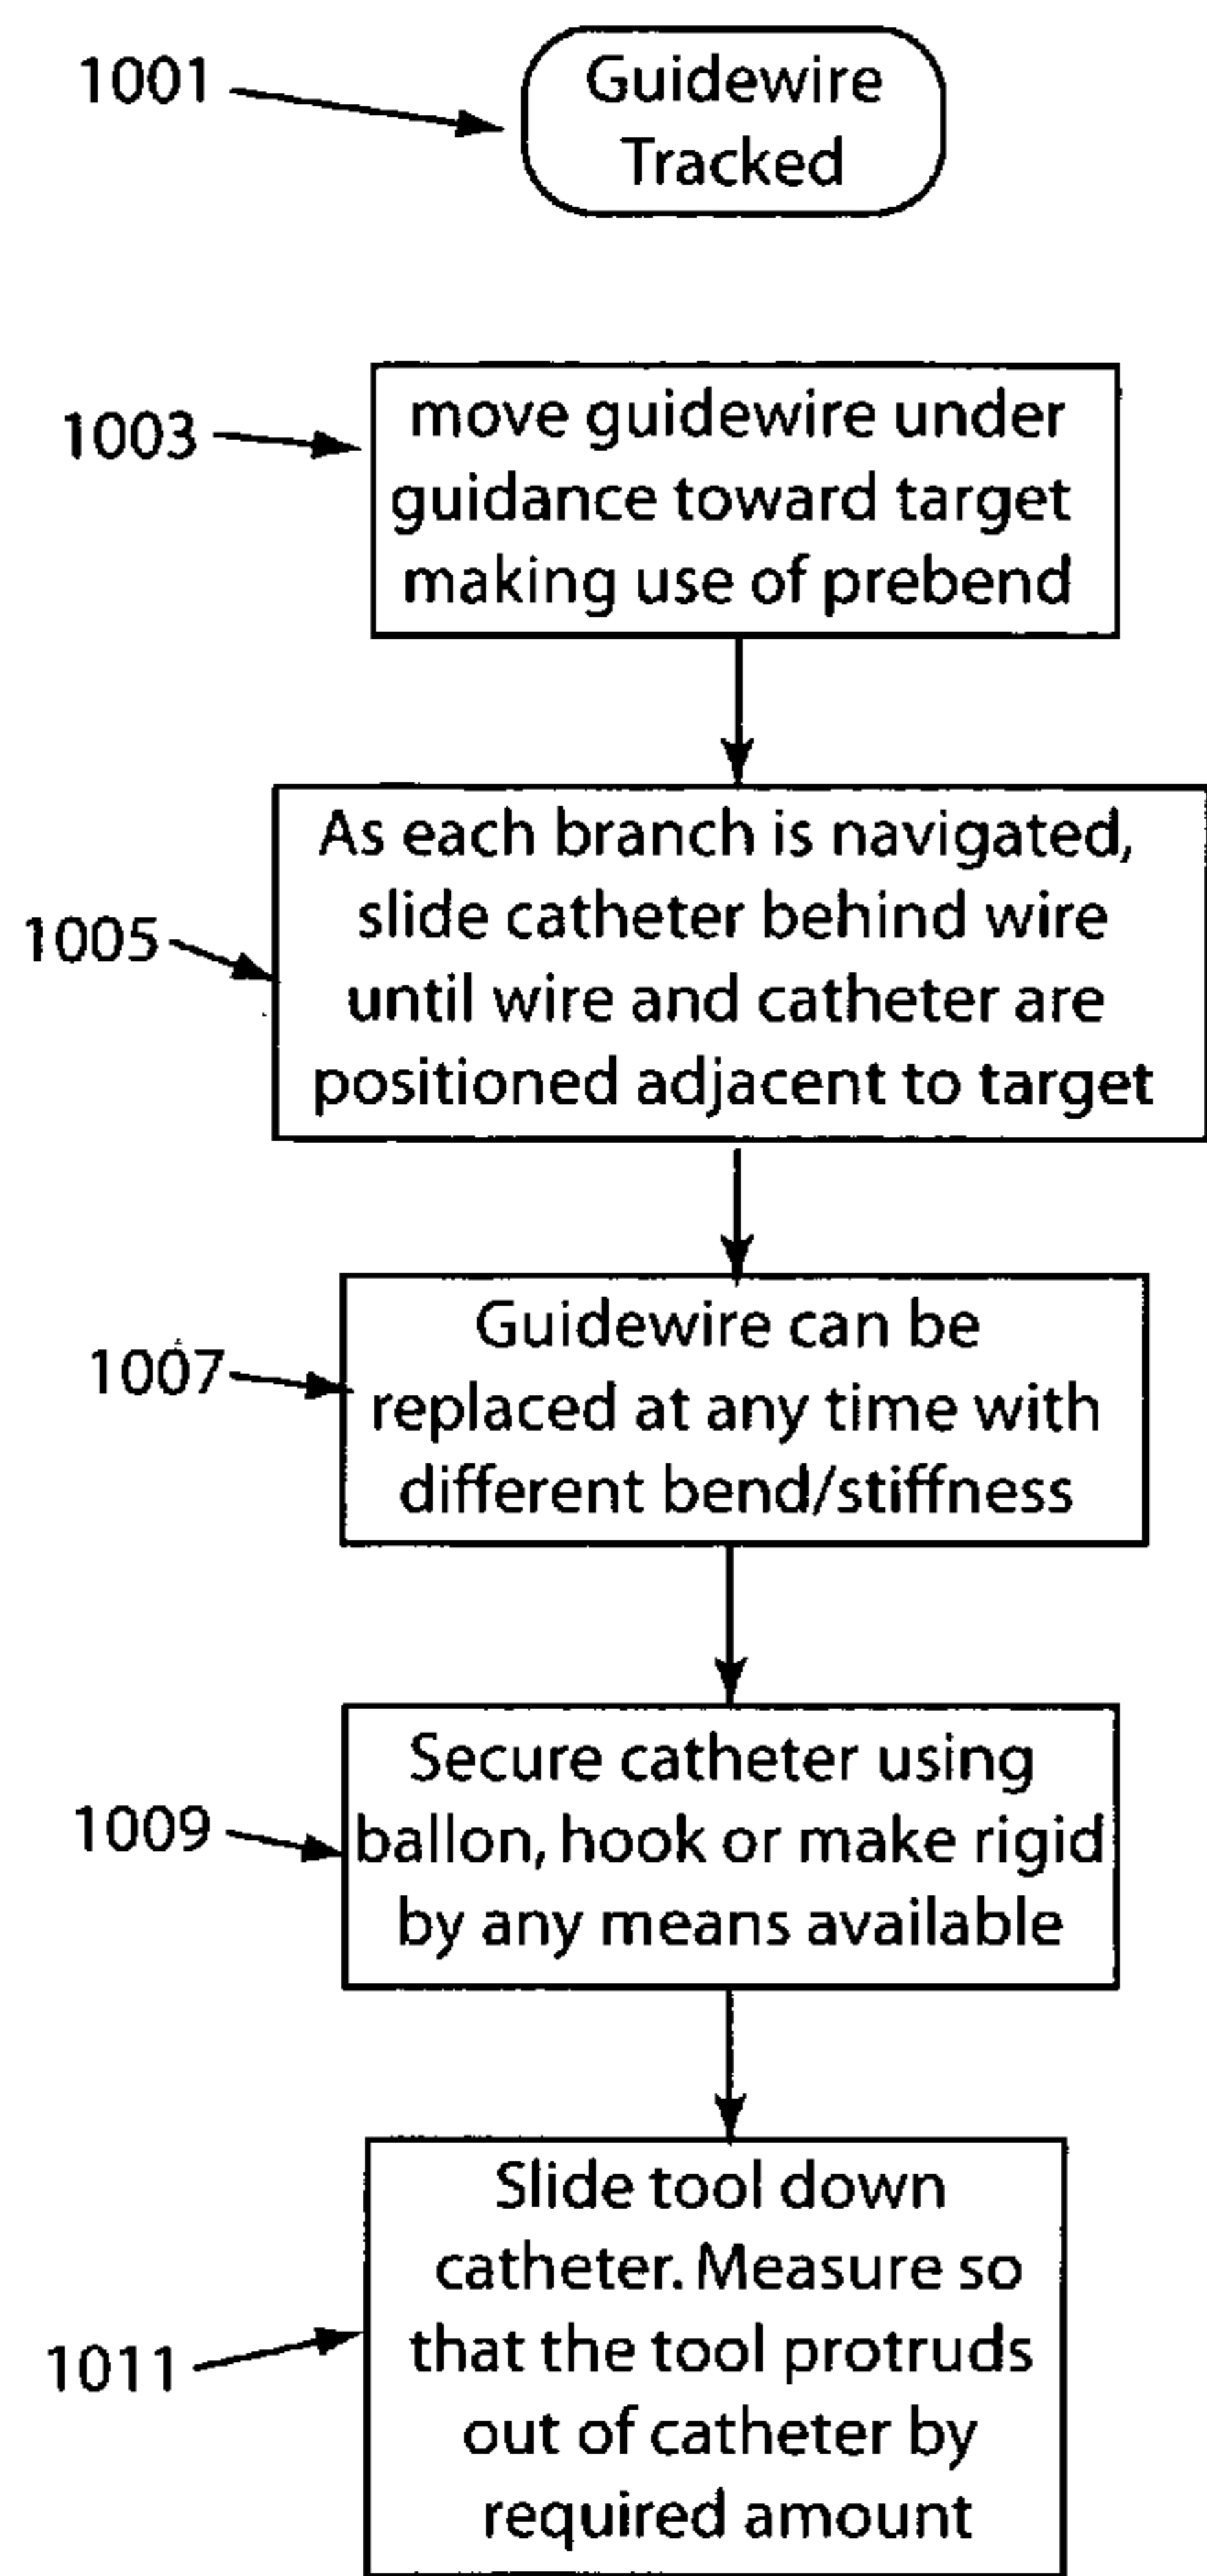 1001
Guidewire
Tracked
1003
move guidewire under
guidance toward target
making use of prebend
1005
As each branch is navigated,
slide catheter behind wire
until wire and catheter are
positioned adjacent to target
1007
Guidewire can be
replaced at any time with
different bend/stiffness
1009
Secure catheter using
ballon, hook or make rigid
by any means available
1011
Slide tool down
catheter. Measure so
that the tool protruds
out of catheter by
required amount